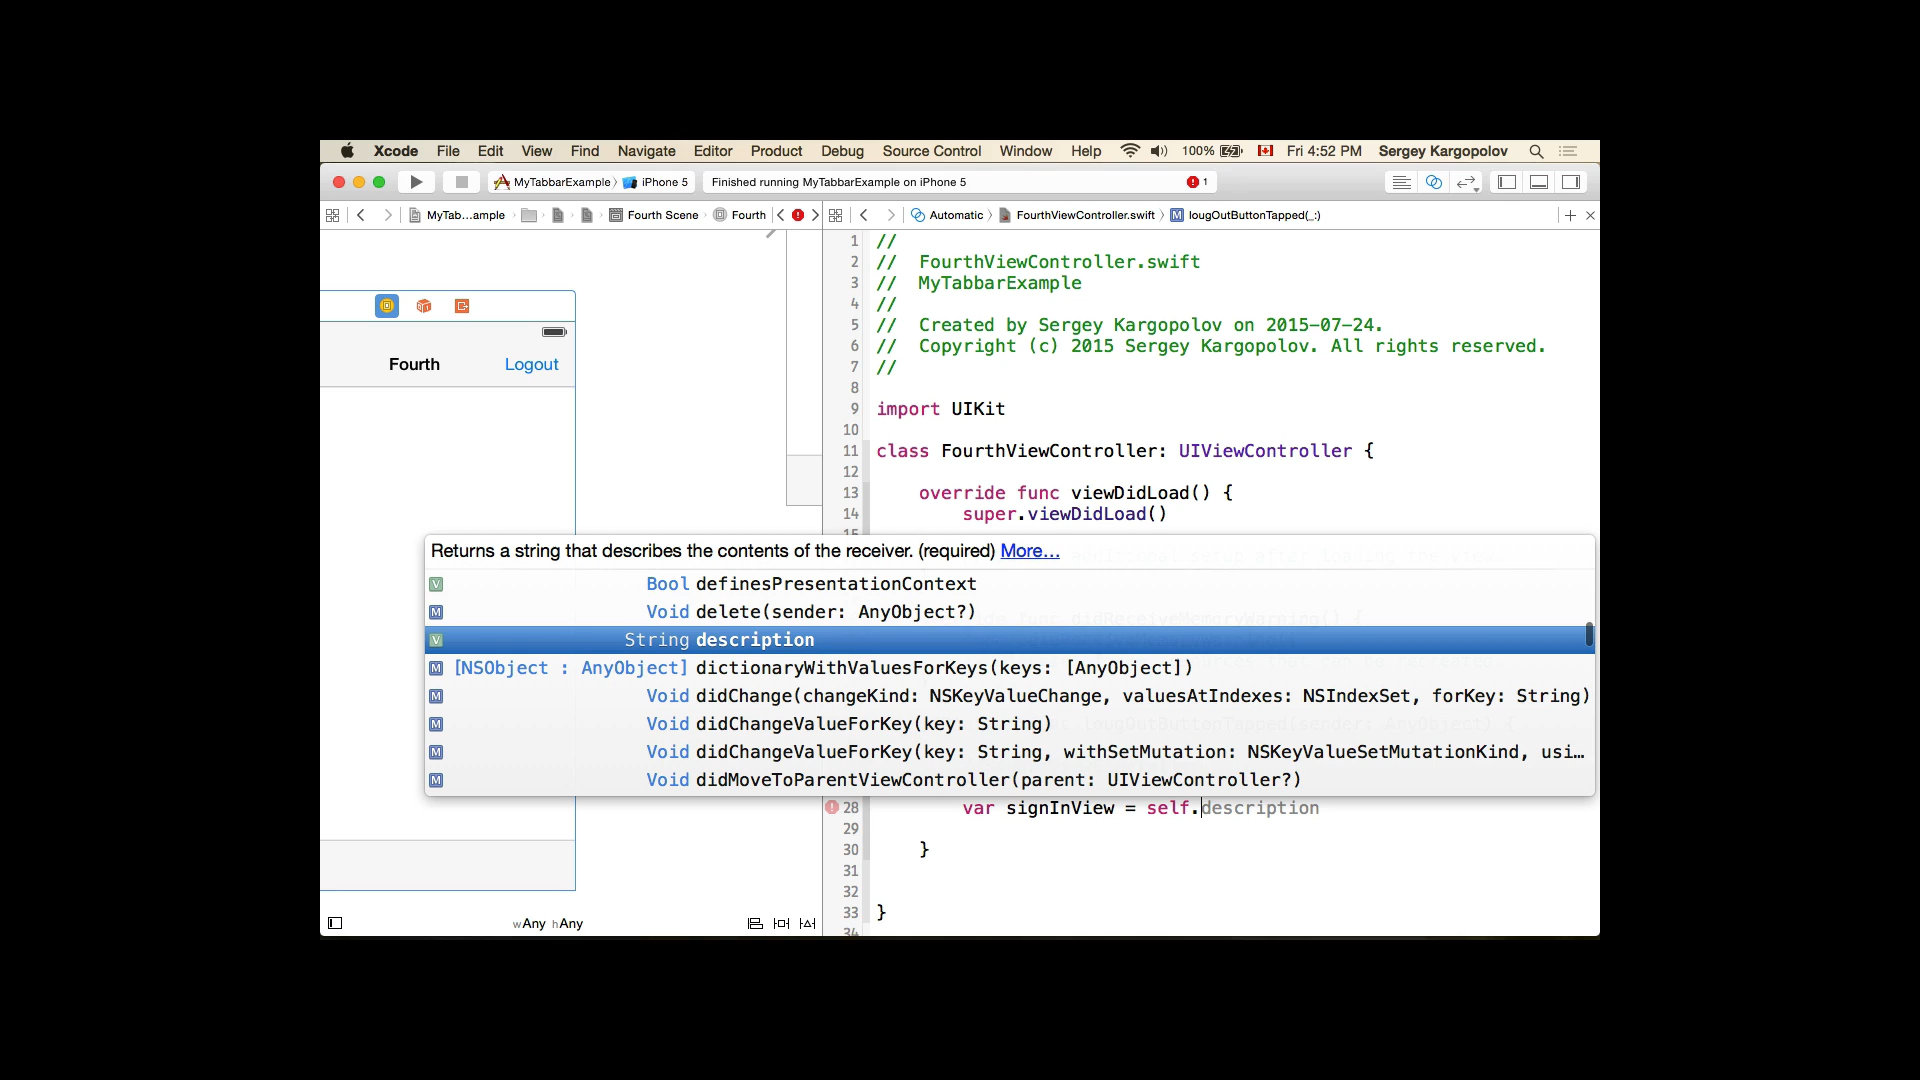 Xcode File Edit View Find Navigate Editor Product Debug Source Control Window Help 100% Fri 4:52 PM Sergey Kargopolov
MyTabbarExample iPhone 5 Finished running MyTabbarExample on iPhone 5 1
MyTab...ample Fourth Scene Fourth Automatic FourthViewController.swift M lougOutButtonTapped(_:)
Fourth Logout
wAny hAny
1 //
2 // FourthViewController.swift
3 // MyTabbarExample
4 //
5 // Created by Sergey Kargopolov on 2015-07-24.
6 // Copyright (c) 2015 Sergey Kargopolov. All rights reserved.
7 //
8
9 import UIKit
10
11 class FourthViewController: UIViewController {
12
13 override func viewDidLoad() {
14 super.viewDidLoad()
15
Returns a string that describes the contents of the receiver. (required) More...
V Bool definesPresentationContext
M Void delete(sender: AnyObject?)
V String description
M [NSObject : AnyObject] dictionaryWithValuesForKeys(keys: [AnyObject])
M Void didChange(changeKind: NSKeyValueChange, valuesAtIndexes: NSIndexSet, forKey: String)
M Void didChangeValueForKey(key: String)
M Void didChangeValueForKey(key: String, withSetMutation: NSKeyValueSetMutationKind, usi...
M Void didMoveToParentViewController(parent: UIViewController?)
28 var signInView = self.description
29
30 }
31
32
33 }
34